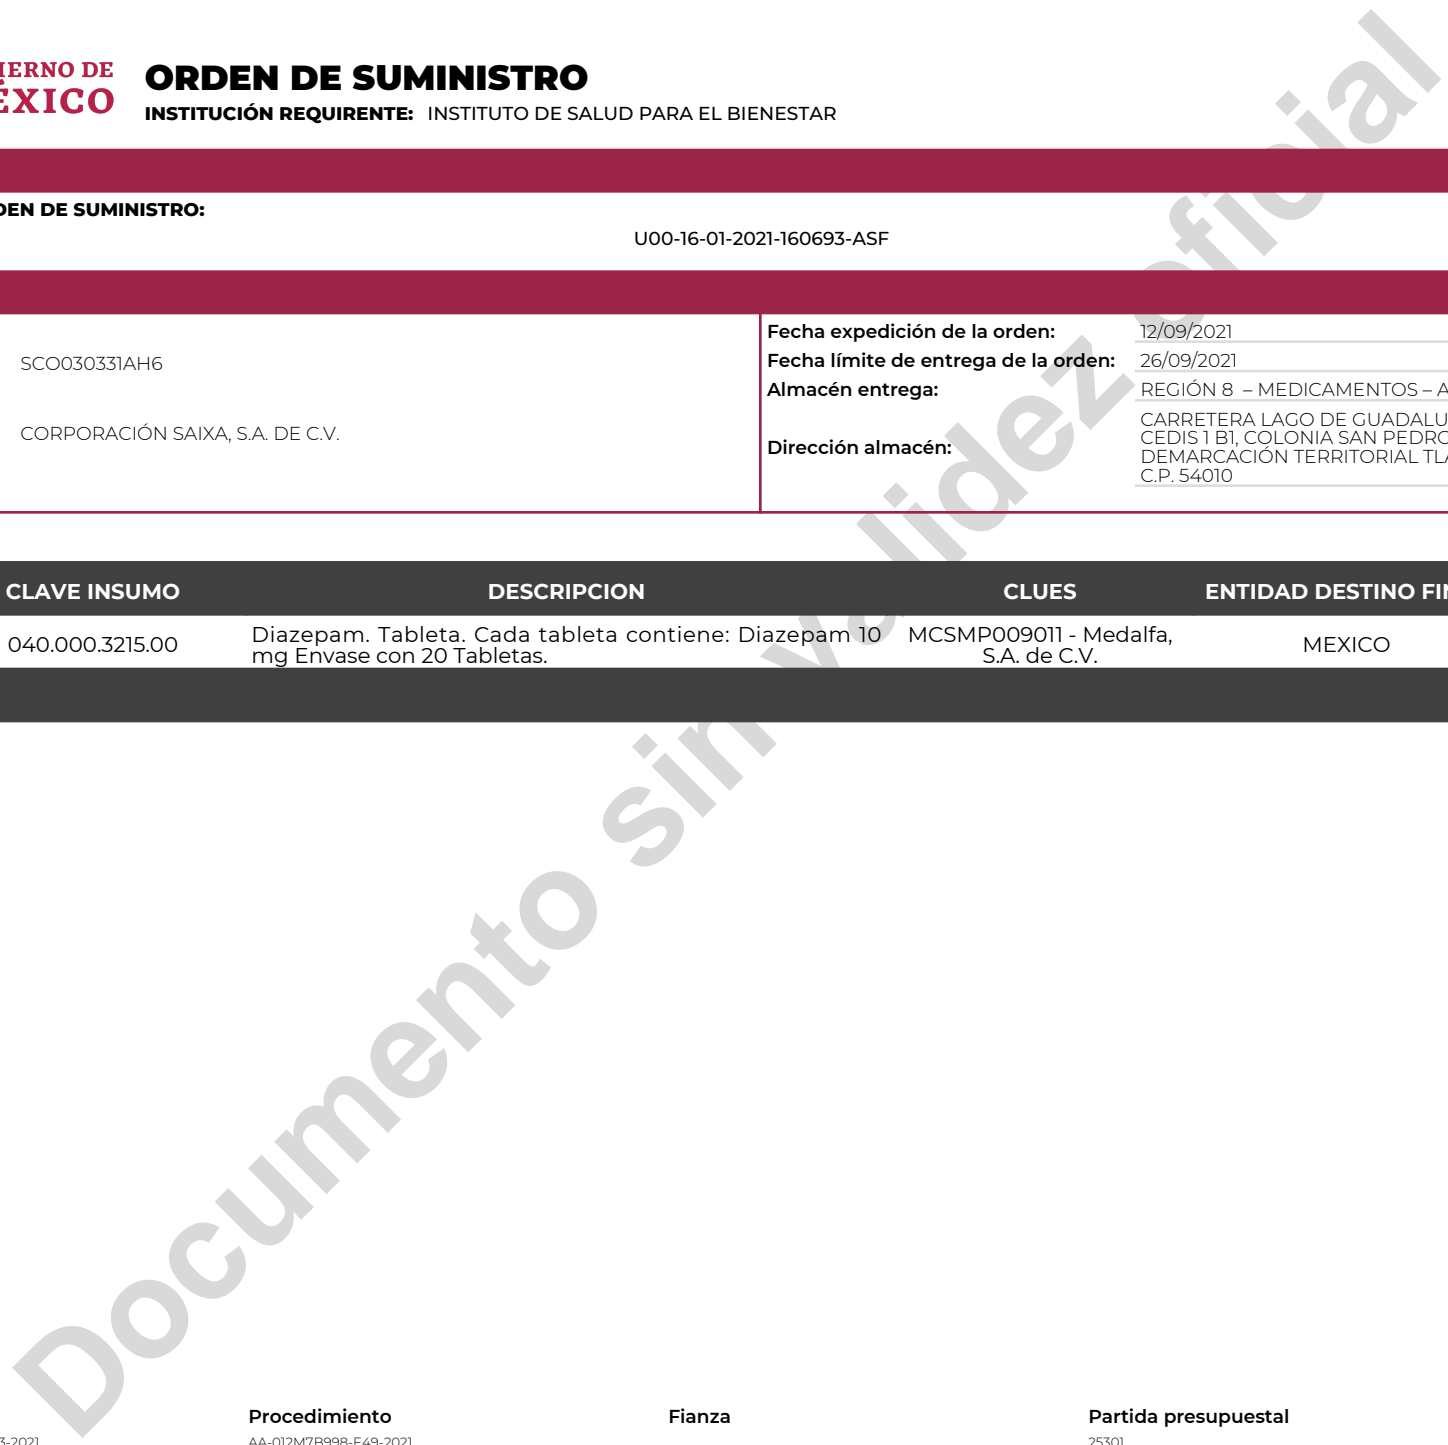 IERNO DE
ÉXICO
ORDEN DE SUMINISTRO
INSTITUCIÓN REQUIRENTE: INSTITUTO DE SALUD PARA EL BIENESTAR
DEN DE SUMINISTRO:
U00-16-01-2021-160693-ASF
SCO030331AH6
CORPORACIÓN SAIXA, S.A. DE C.V.
Fecha expedición de la orden: 12/09/2021
Fecha límite de entrega de la orden: 26/09/2021
Almacén entrega: REGIÓN 8 – MEDICAMENTOS – A
Dirección almacén:
CARRETERA LAGO DE GUADALU
CEDIS 1 B1, COLONIA SAN PEDRO
DEMARCACIÓN TERRITORIAL TLA
C.P. 54010
CLAVE INSUMO DESCRIPCION CLUES ENTIDAD DESTINO FIN
040.000.3215.00
Diazepam. Tableta. Cada tableta contiene: Diazepam 10
mg Envase con 20 Tabletas.
MCSMP009011 - Medalfa,
S.A. de C.V.
MEXICO
Documento sin validez oficial
Procedimiento Fianza Partida presupuestal
3-2021 AA-012M7B998-E49-2021 25301